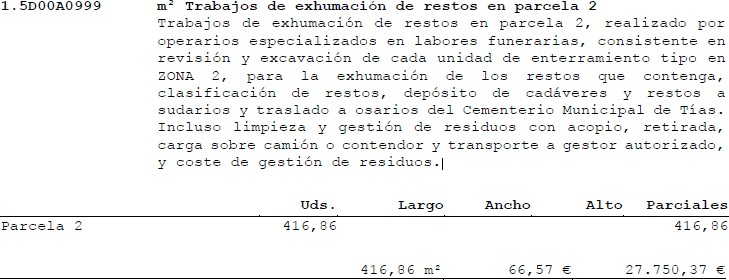 1.5D00A0999 m² Trabajos de exhumación de restos en parcela 2
Trabajos de exhumación de restos en parcela 2, realizado por
operarios especializados en labores funerarias, consistente en
revisión y excavación de cada unidad de enterramiento tipo en
ZONA 2, para la exhumación de los restos que contenga,
clasificación de restos, depósito de cadáveres y restos a
sudarios y traslado a osarios del Cementerio Municipal de Tías.
Incluso limpieza y gestión de residuos con acopio, retirada,
carga sobre camión o contendor y transporte a gestor autorizado,
y coste de gestión de residuos.
Uds. Largo Ancho Alto Parciales
Parcela 2 416,86 416,86
416,86 m² 66,57 € 27.750,37 €